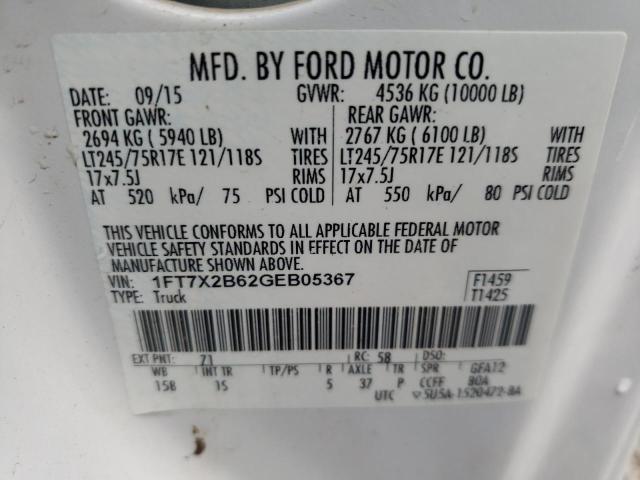 MFD. BY FORD MOTOR CO.
DATE: 09/15 GVWR: 4536 KG (10000 LB)
FRONT GAWR: REAR GAWR:
2694 KG ( 5940 LB) WITH 2767 KG ( 6100 LB) WITH
LT245/75R17E 121/118S TIRES LT245/75R17E 121/118S TIRES
17x7.5J RIMS 17x7.5J RIMS
AT 520 kPa/ 75 PSI COLD AT 550 kPa/ 80 PSI COLD
THIS VEHICLE CONFORMS TO ALL APPLICABLE FEDERAL MOTOR
VEHICLE SAFETY STANDARDS IN EFFECT ON THE DATE OF
MANUFACTURE SHOWN ABOVE.
VIN: 1FT7X2B62GEB05367 F1459
TYPE: Truck T1425
EXT PNT: Z1 RC: 58 DSO:
WB INT TR TP/PS R AXLE TR SPR GFA12
158 1S 5 37 P CCFF 80A
UTC ▽5U5A-1520472-BA